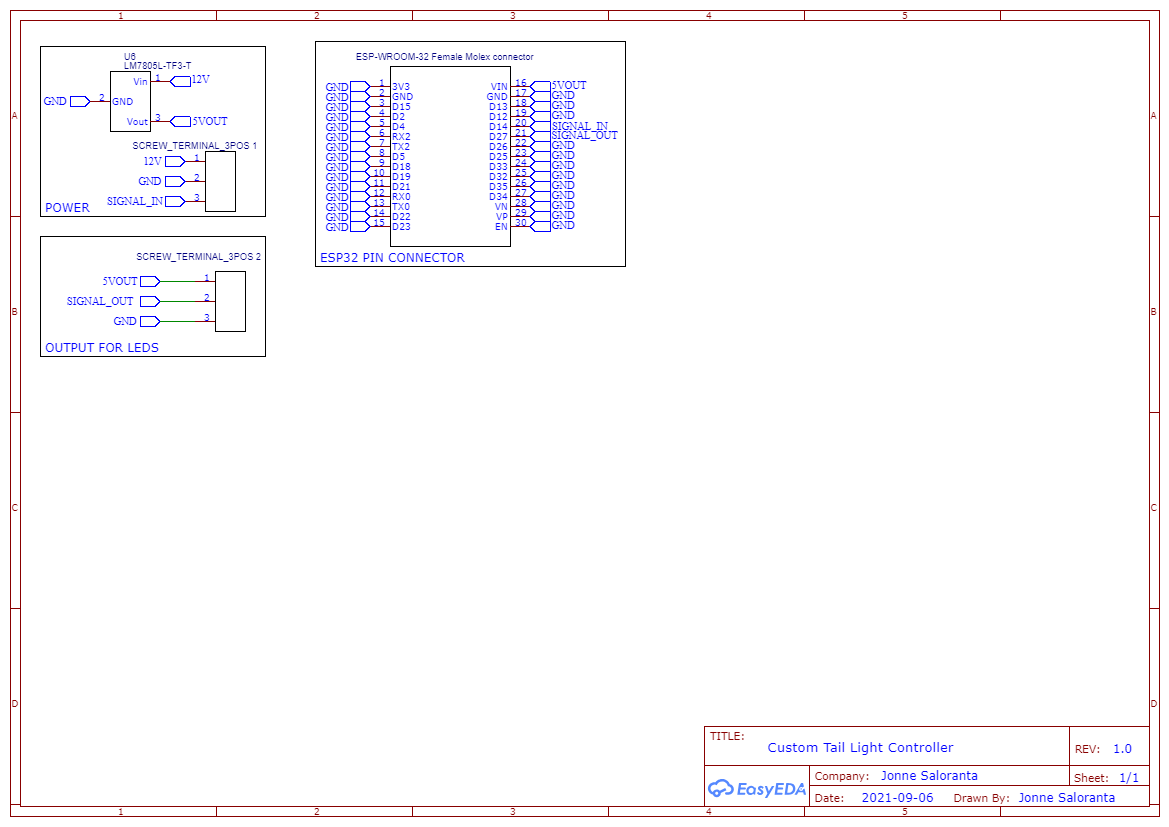 1 2 3 4 5
A A
B B
C C
D D
1 2 3 4 5
U6
LM7805L-TF3-T
Vin 1 12V
GND 2 GND
Vout 3 5VOUT
SCREW_TERMINAL_3POS 1
12V 1
GND 2
SIGNAL_IN 3
POWER
SCREW_TERMINAL_3POS 2
5VOUT 1
SIGNAL_OUT 2
GND 3
OUTPUT FOR LEDS
ESP-WROOM-32 Female Molex connector
GND 1 3V3 VIN 16 5VOUT
GND 2 GND GND 17 GND
GND 3 D15 D13 18 GND
GND 4 D2 D12 19 GND
GND 5 D4 D14 20 SIGNAL_IN
GND 6 RX2 D27 21 SIGNAL_OUT
GND 7 TX2 D26 22 GND
GND 8 D5 D25 23 GND
GND 9 D18 D33 24 GND
GND 10 D19 D32 25 GND
GND 11 D21 D35 26 GND
GND 12 RX0 D34 27 GND
GND 13 TX0 VN 28 GND
GND 14 D22 VP 29 GND
GND 15 D23 EN 30 GND
ESP32 PIN CONNECTOR
TITLE:
Custom Tail Light Controller
REV: 1.0
EasyEDA
Company: Jonne Saloranta
Sheet: 1/1
Date: 2021-09-06 Drawn By: Jonne Saloranta